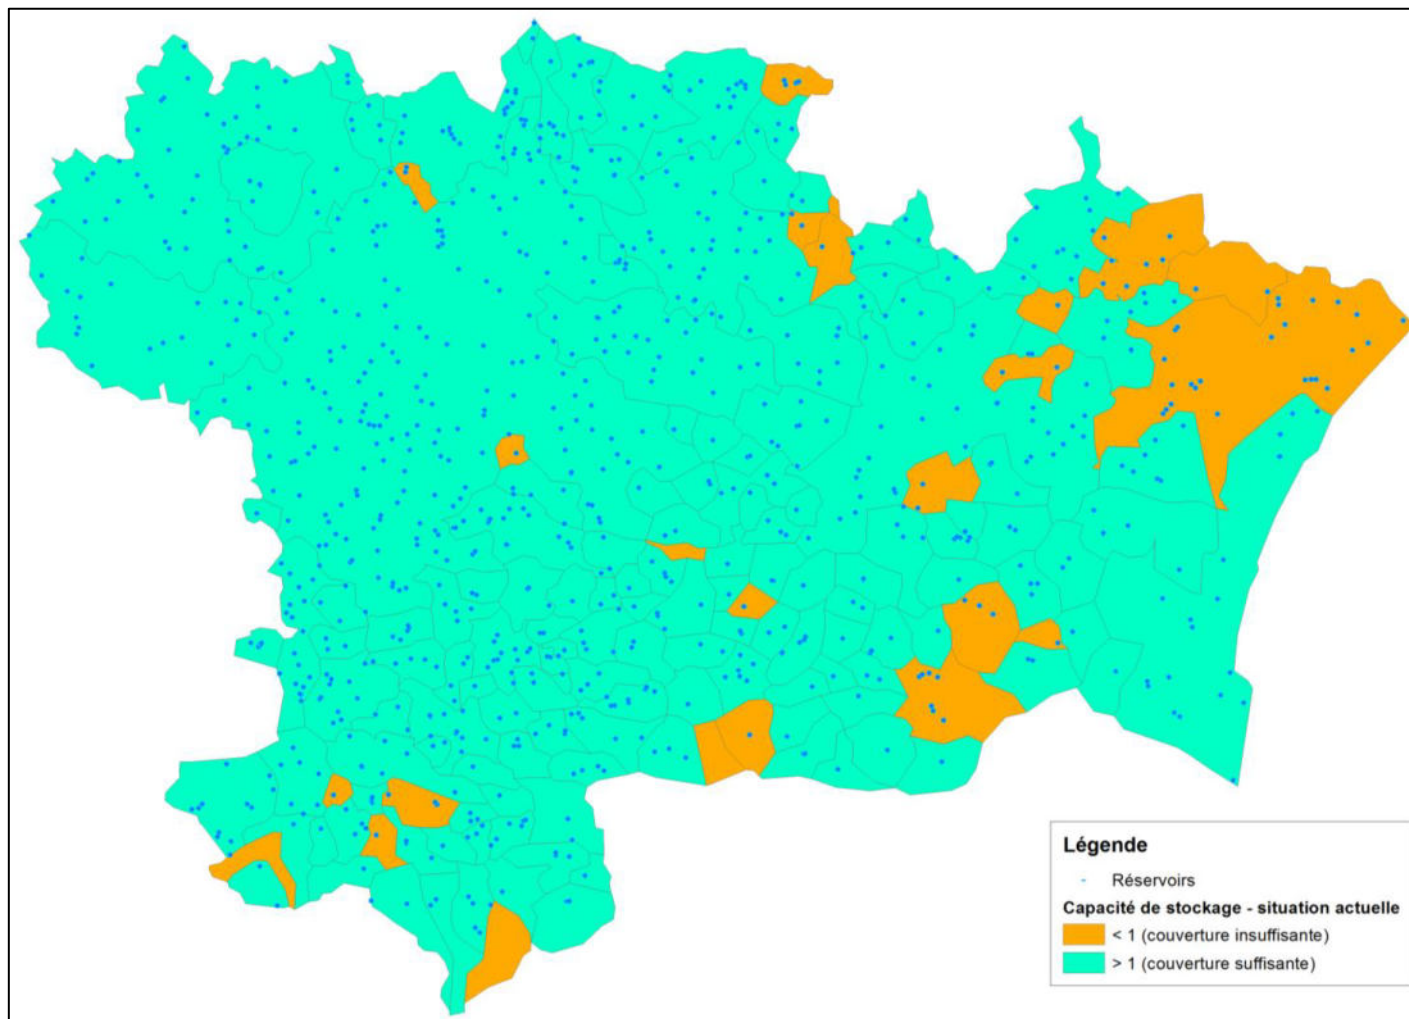 Légende
Réservoirs
Capacité de stockage - situation actuelle
< 1 (couverture insuffisante)
> 1 (couverture suffisante)